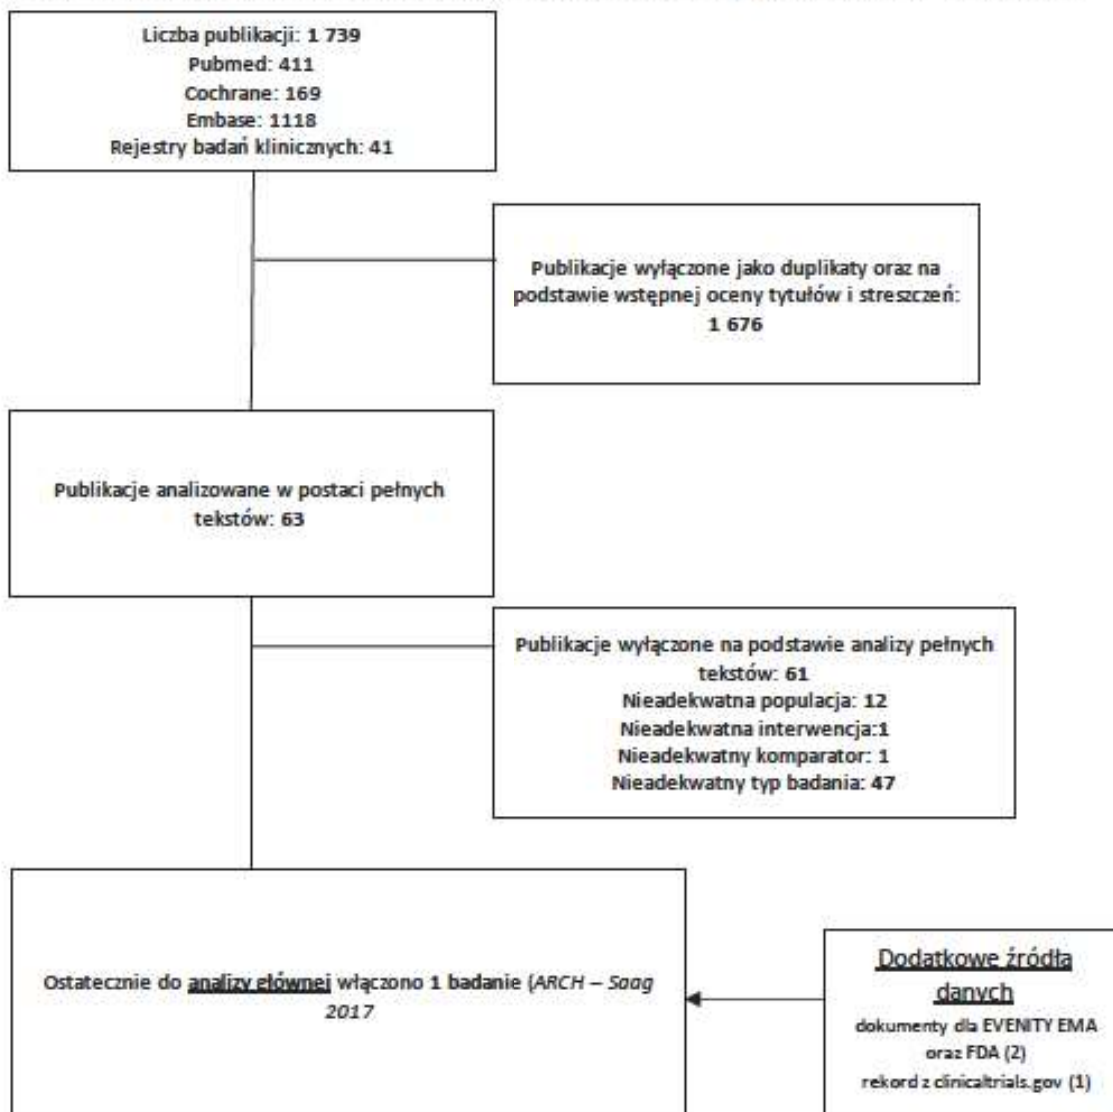 Liczba publikacji: 1 739
Pubmed: 411
Cochrane: 169
Embase: 1118
Rejestry badań klinicznych: 41
Publikacje wyłączone jako duplikaty oraz na
podstawie wstępnej oceny tytułów i streszczeń:
1 676
Publikacje analizowane w postaci pełnych
tekstów: 63
Publikacje wyłączone na podstawie analizy pełnych
tekstów: 61
Nieadekwatna populacja: 12
Nieadekwatna interwencja:1
Nieadekwatny komparator: 1
Nieadekwatny typ badania: 47
Ostatecznie do analizy głównej włączono 1 badanie (ARCH – Saag
2017
Dodatkowe źródła
danych
dokumenty dla EVENITY EMA
oraz FDA (2)
rekord z clinicaltrials.gov (1)